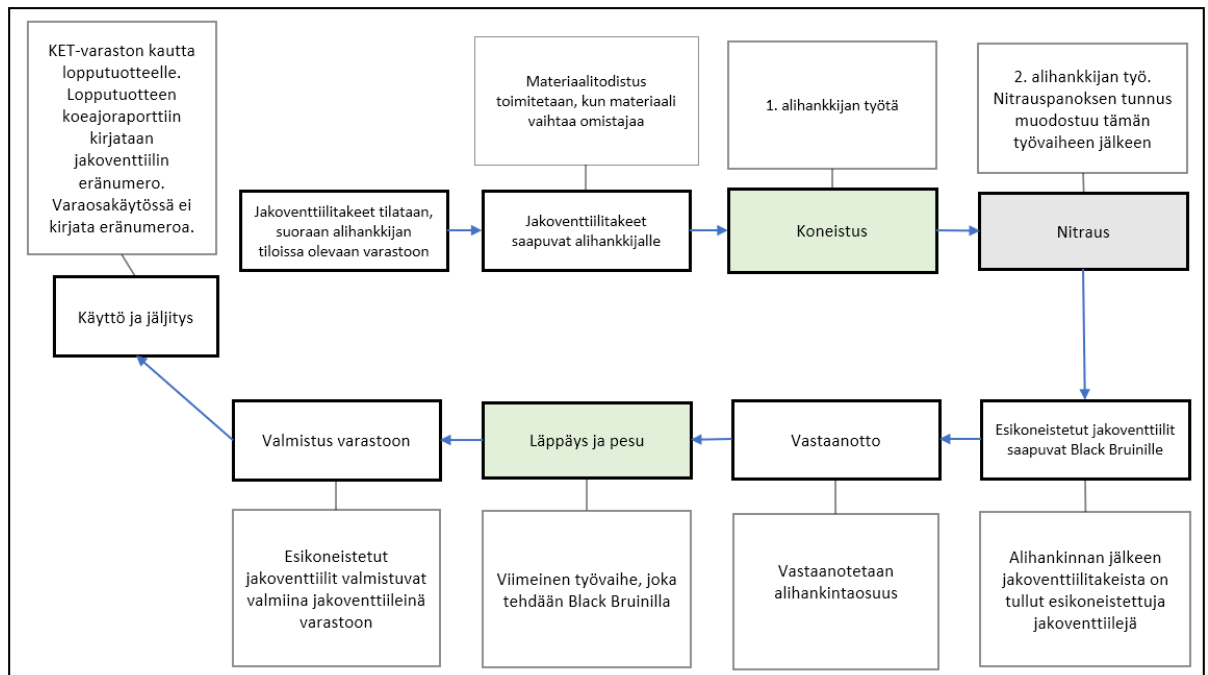 KET-varaston kautta
lopputuotteelle.
Lopputuotteen
koeajoraporttiin
kirjataan
jakoventtiilin
eränumero.
Varaosakäytössä ei
kirjata eränumeroa.
Materiaalitodistus
toimitetaan, kun materiaali
vaihtaa omistajaa
1. alihankkijan työtä
2. alihankkijan työ.
Nitrauspanoksen tunnus
muodostuu tämän
työvaiheen jälkeen
Jakoventtiilitakeet tilataan,
suoraan alihankkijan
tiloissa olevaan varastoon
Jakoventtiilitakeet
saapuvat alihankkijalle
Koneistus
Nitraus
Käyttö ja jäljitys
Valmistus varastoon
Läppäys ja pesu
Vastaanotto
Esikoneistetut jakoventtiilit
saapuvat Black Bruinille
Esikoneistetut
jakoventtiilit valmistuvat
valmiina jakoventtiileinä
varastoon
Viimeinen työvaihe, joka
tehdään Black Bruinilla
Vastaanotetaan
alihankintaosuus
Alihankinnan jälkeen
jakoventtiilitakeista on
tullut esikoneistettuja
jakoventtiilejä